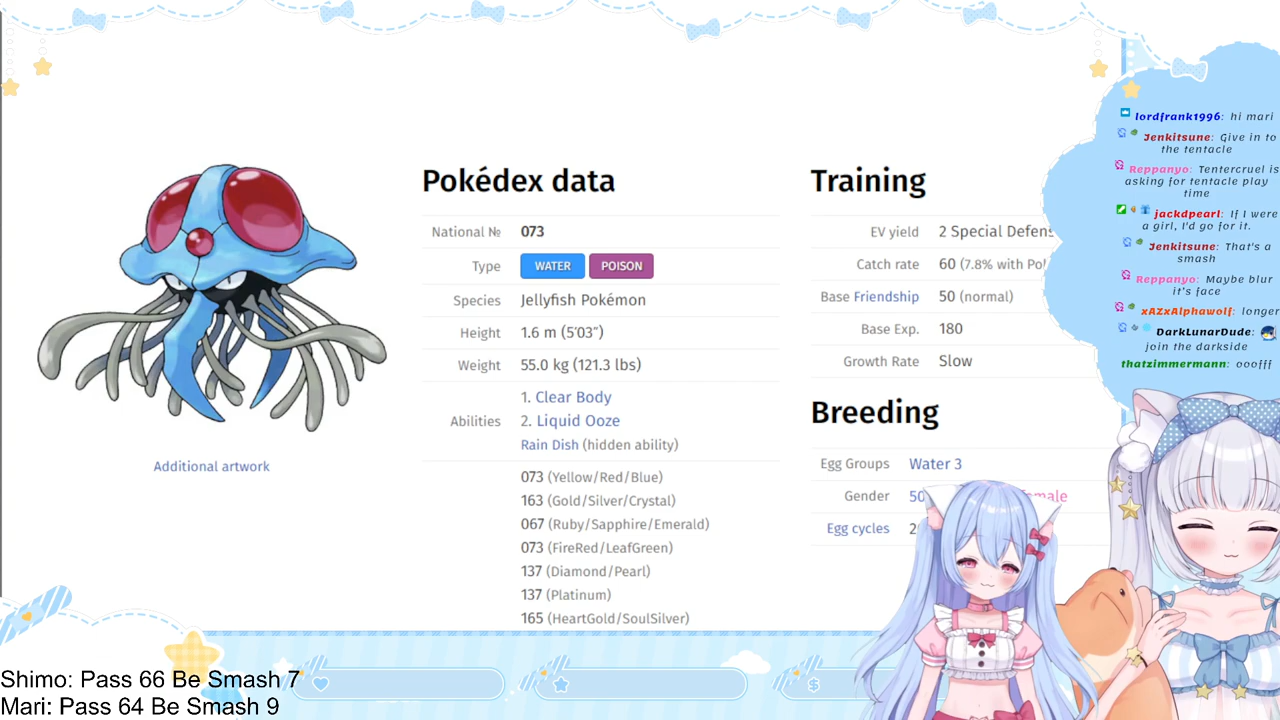 Pokédex data
National № 073
Type WATER POISON
Species Jellyfish Pokémon
Height 1.6 m (5′03″)
Weight 55.0 kg (121.3 lbs)
Abilities
1. Clear Body
2. Liquid Ooze
Rain Dish (hidden ability)
073 (Yellow/Red/Blue)
163 (Gold/Silver/Crystal)
067 (Ruby/Sapphire/Emerald)
073 (FireRed/LeafGreen)
137 (Diamond/Pearl)
137 (Platinum)
165 (HeartGold/SoulSilver)
Additional artwork
Training
EV yield 2 Special Defens
Catch rate 60 (7.8% with Po
Base Friendship 50 (normal)
Base Exp. 180
Growth Rate Slow
Breeding
Egg Groups Water 3
Gender 50
Egg cycles
lordfrank1996: hi mari
Jenkitsune: Give in to
the tentacle
Reppanyo: Tentercruel is
asking for tentacle play
time
jackdpearl: If I were
a girl, I'd go for it.
Jenkitsune: That's a
smash
Reppanyo: Maybe blur
it's face
xAZxAlphawolf: longer
DarkLunarDude:
join the darkside
thatzimmermann: ooofff
Shimo: Pass 66 Be Smash 7
Mari: Pass 64 Be Smash 9